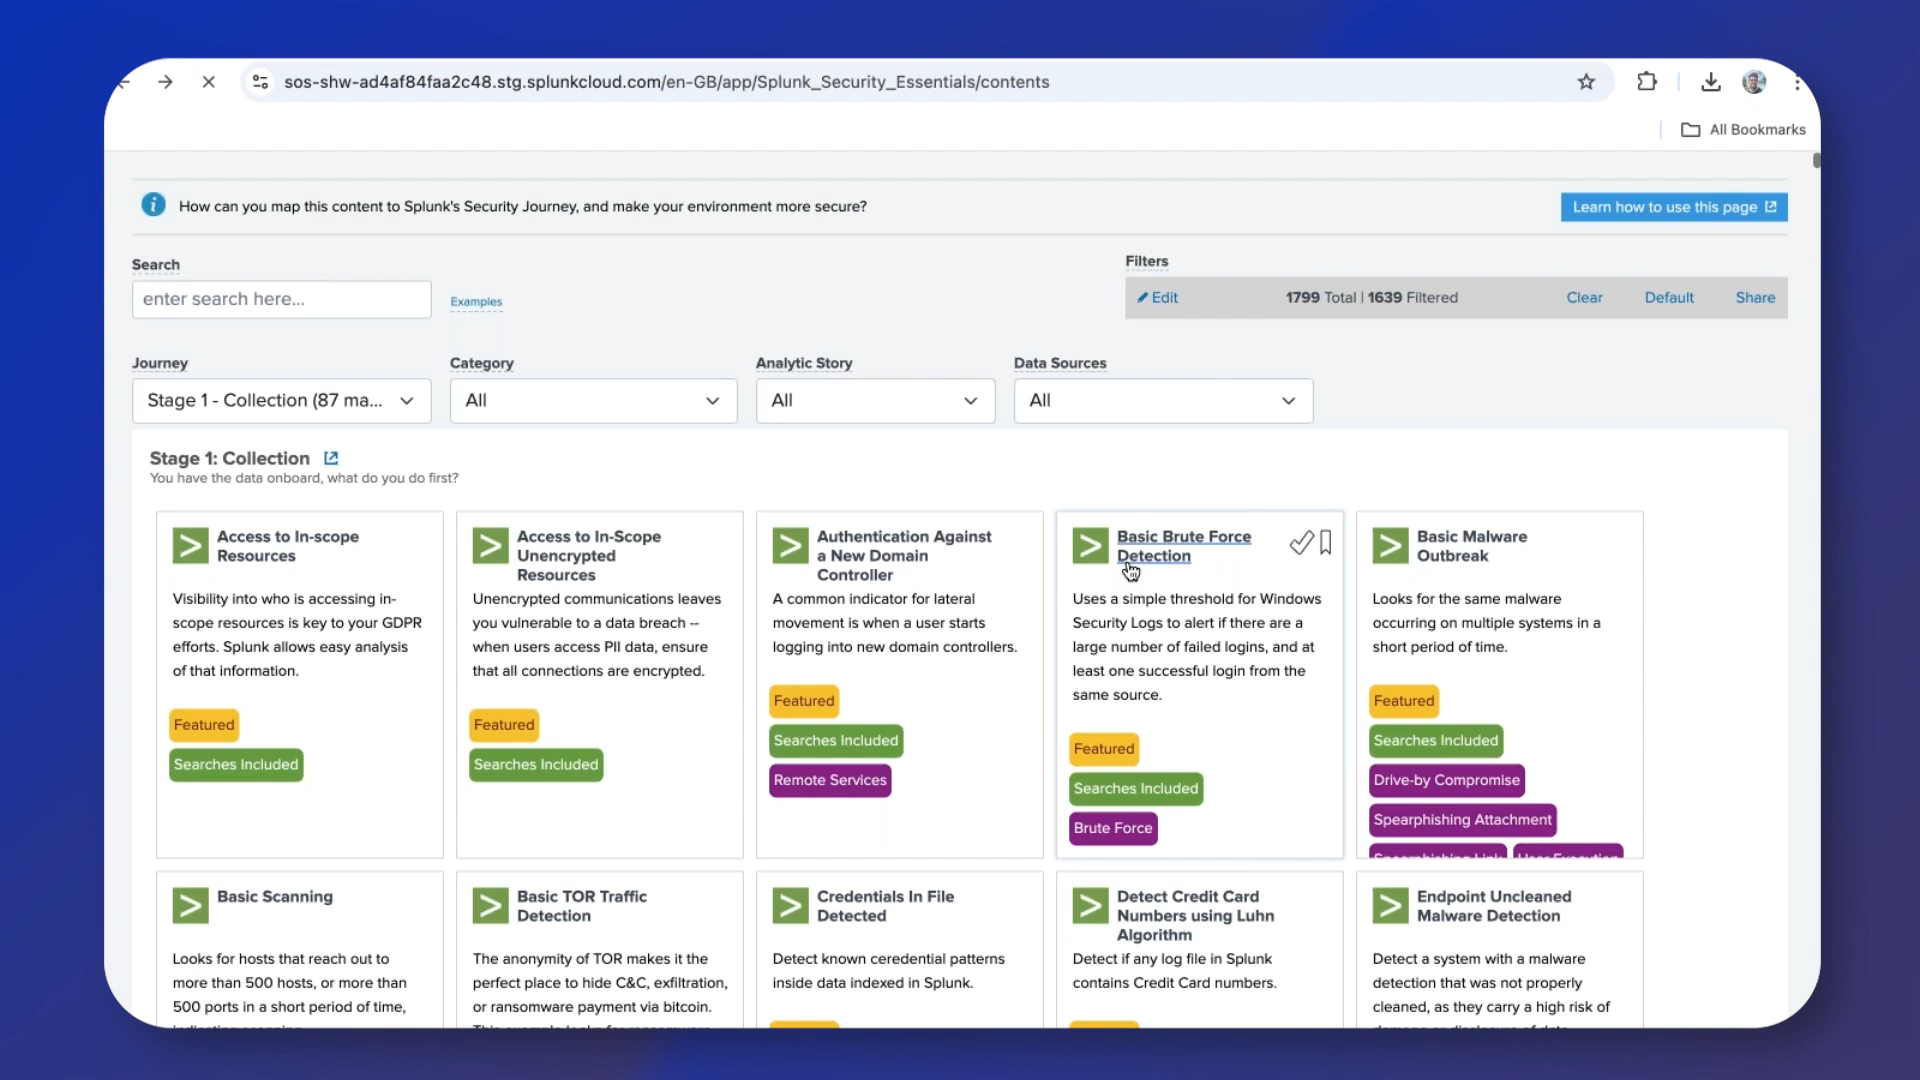 sos-shw-ad4af84faa2c48.stg.splunkcloud.com/en-GB/app/Splunk_Security_Essentials/contents
All Bookmarks
How can you map this content to Splunk's Security Journey, and make your environment more secure?
Learn how to use this page
Search
Filters
enter search here...
Examples
Edit
1799 Total | 1639 Filtered
Clear
Default
Share
Journey
Category
Analytic Story
Data Sources
Stage 1 - Collection (87 ma...
All
All
All
Stage 1: Collection
You have the data onboard, what do you do first?
Access to In-scope
Resources
Visibility into who is accessing in-
scope resources is key to your GDPR
efforts. Splunk allows easy analysis
of that information.
Featured
Searches Included
Access to In-Scope
Unencrypted
Resources
Unencrypted communications leaves
you vulnerable to a data breach --
when users access PII data, ensure
that all connections are encrypted.
Featured
Searches Included
Authentication Against
a New Domain
Controller
A common indicator for lateral
movement is when a user starts
logging into new domain controllers.
Featured
Searches Included
Remote Services
Basic Brute Force
Detection
Uses a simple threshold for Windows
Security Logs to alert if there are a
large number of failed logins, and at
least one successful login from the
same source.
Featured
Searches Included
Brute Force
Basic Malware
Outbreak
Looks for the same malware
occurring on multiple systems in a
short period of time.
Featured
Searches Included
Drive-by Compromise
Spearphishing Attachment
Spearphishing Link
User Execution
Basic Scanning
Looks for hosts that reach out to
more than 500 hosts, or more than
500 ports in a short period of time,
Basic TOR Traffic
Detection
The anonymity of TOR makes it the
perfect place to hide C&C, exfiltration,
or ransomware payment via bitcoin.
Credentials In File
Detected
Detect known ceredential patterns
inside data indexed in Splunk.
Detect Credit Card
Numbers using Luhn
Algorithm
Detect if any log file in Splunk
contains Credit Card numbers.
Endpoint Uncleaned
Malware Detection
Detect a system with a malware
detection that was not properly
cleaned, as they carry a high risk of